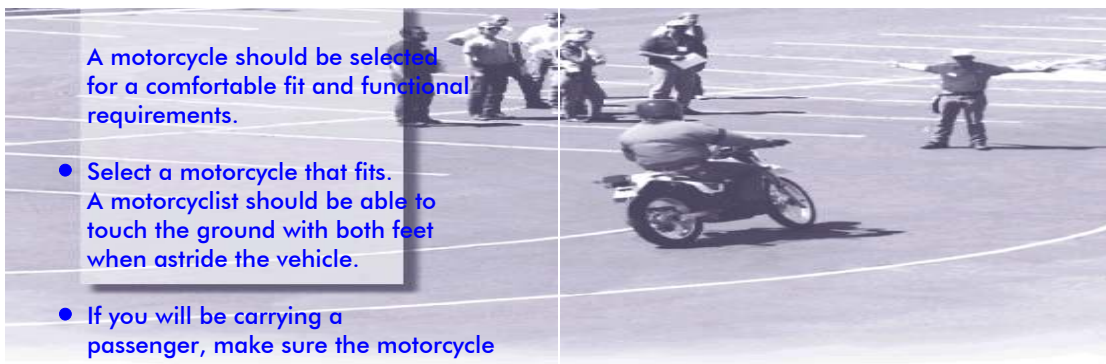 A motorcycle should be selected
for a comfortable fit and functional
requirements.
• Select a motorcycle that fits.
A motorcyclist should be able to
touch the ground with both feet
when astride the vehicle.
• If you will be carrying a
passenger, make sure the motorcycle